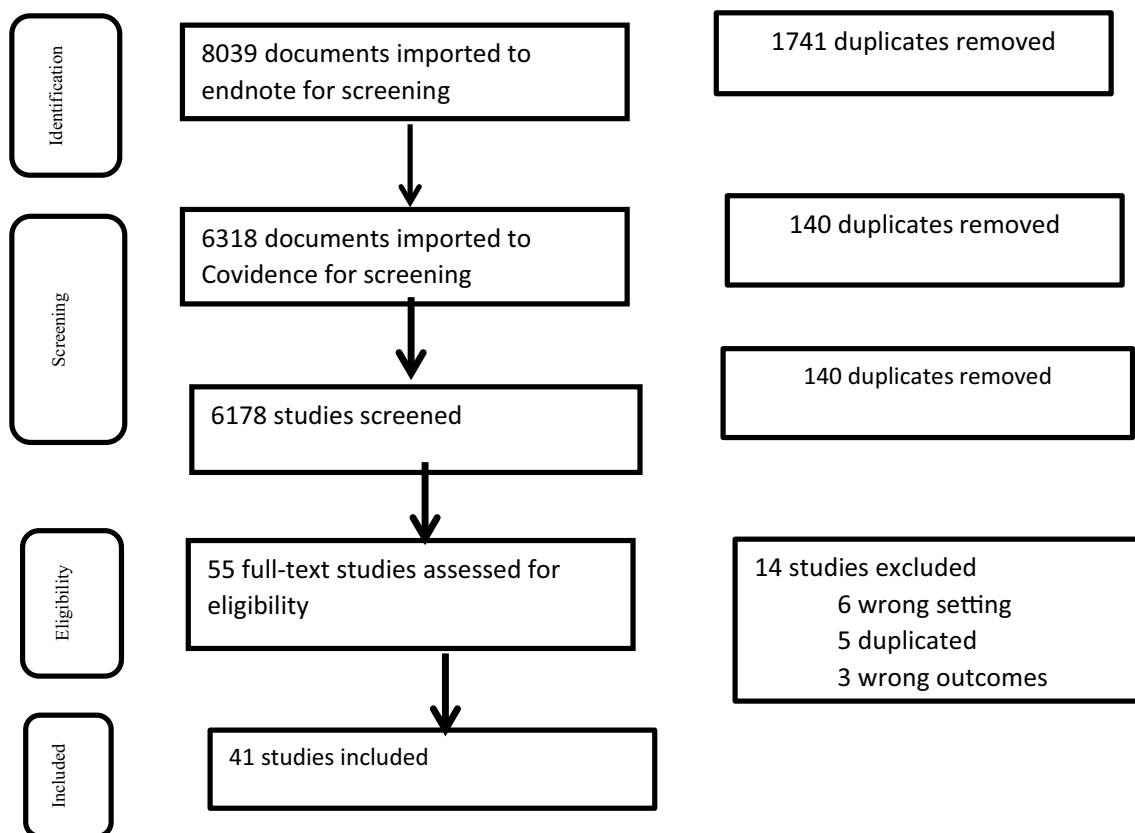 Identification
8039 documents imported to
endnote for screening
1741 duplicates removed
Screening
6318 documents imported to
Covidence for screening
140 duplicates removed
6178 studies screened
140 duplicates removed
Eligibility
55 full-text studies assessed for
eligibility
14 studies excluded
6 wrong setting
5 duplicated
3 wrong outcomes
Included
41 studies included